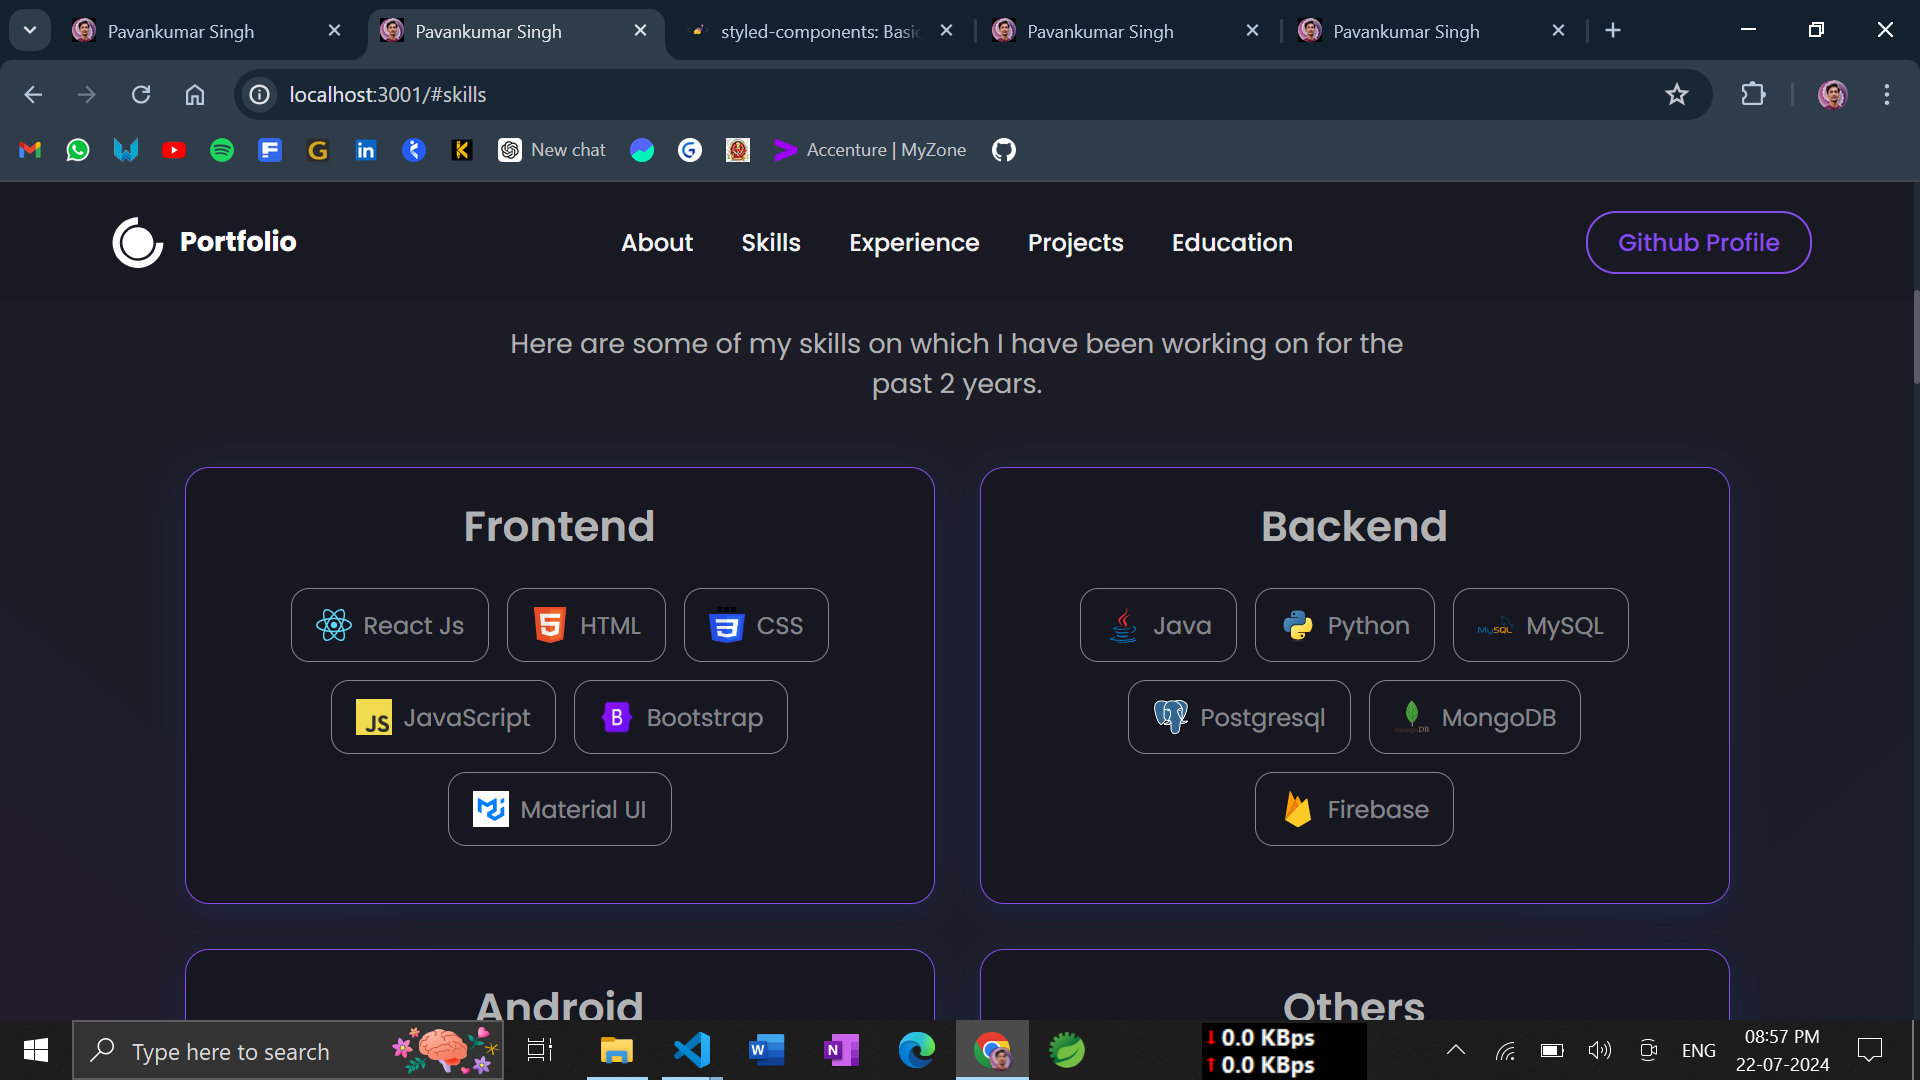 Pavankumar Singh
Pavankumar Singh
styled-components: Basic
Pavankumar Singh
Pavankumar Singh
localhost:3001/#skills
New chat
Accenture | MyZone
Portfolio
About
Skills
Experience
Projects
Education
Github Profile
Here are some of my skills on which I have been working on for the
past 2 years.
Frontend
React Js
HTML
CSS
JavaScript
Bootstrap
Material UI
Backend
Java
Python
MySQL
Postgresql
MongoDB
Firebase
Android
Others
Type here to search
0.0 KBps
0.0 KBps
ENG
08:57 PM
22-07-2024